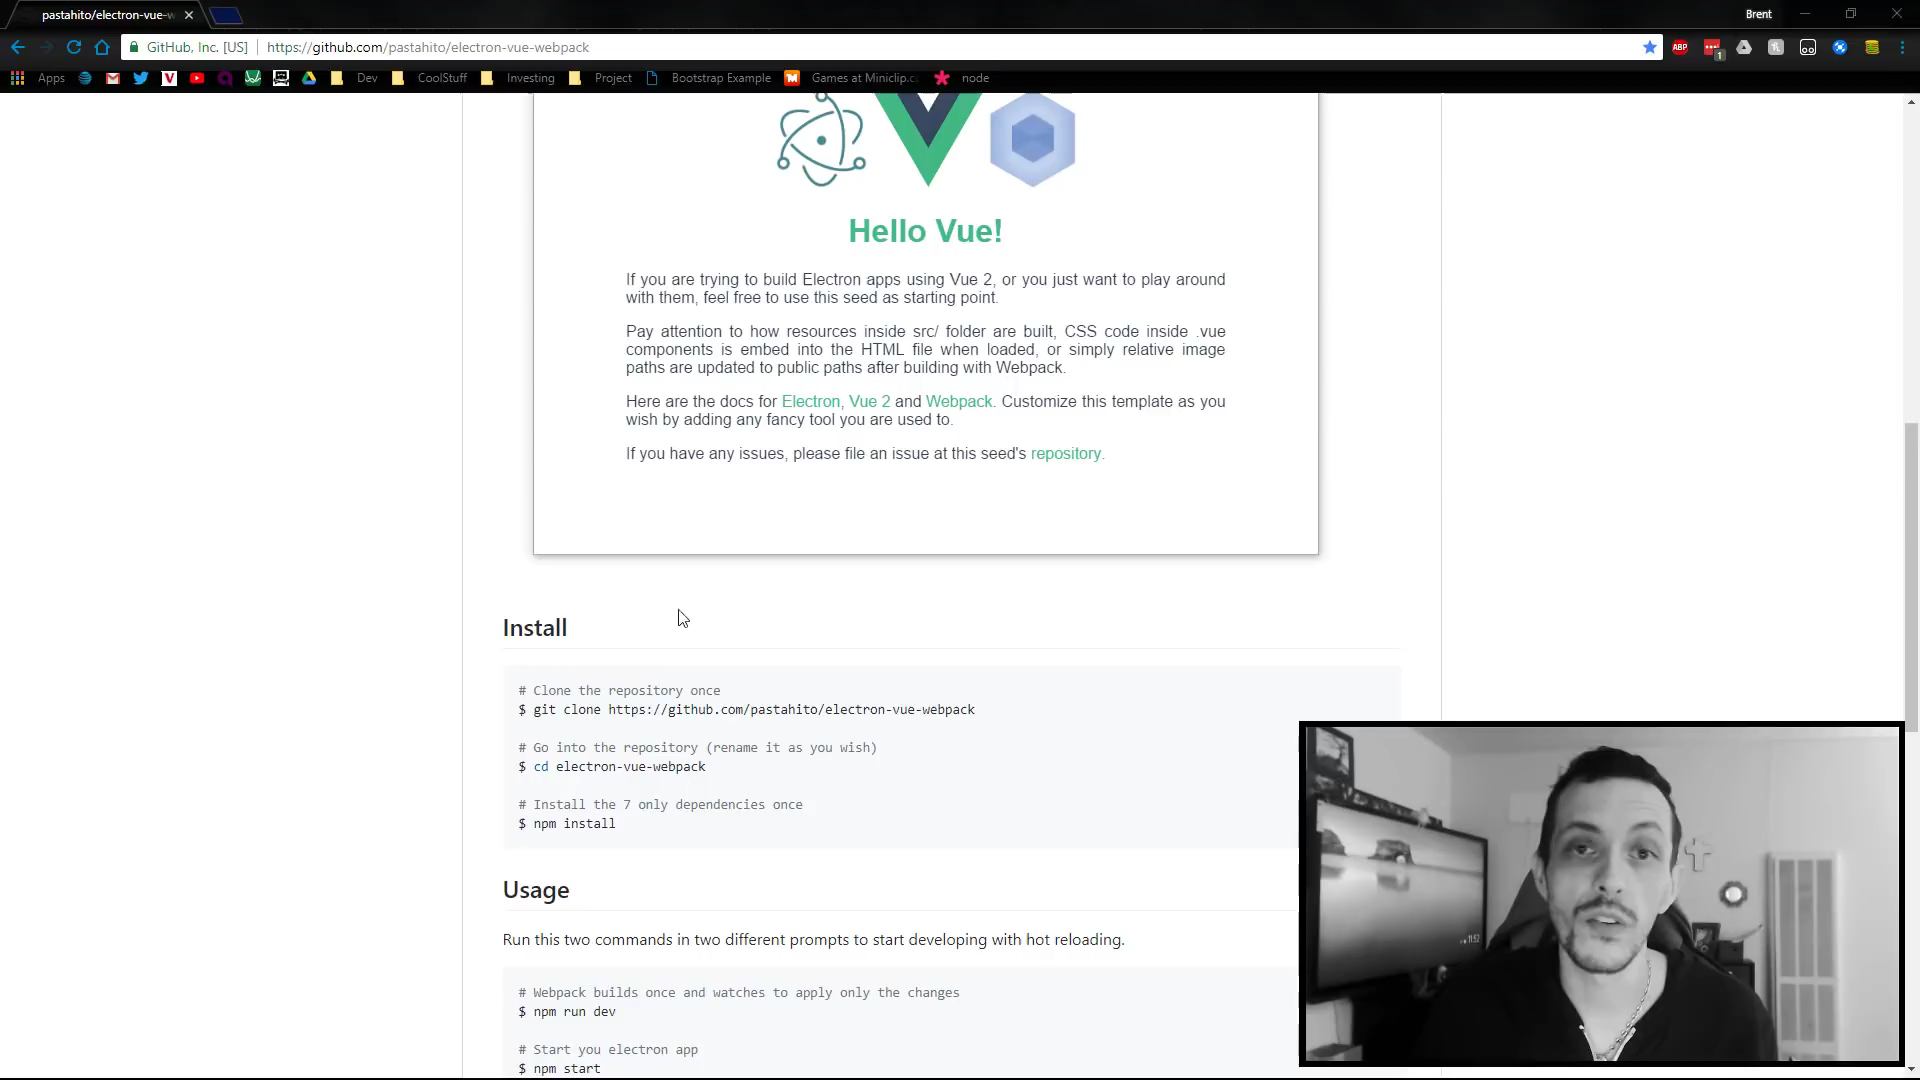 pastahito/electron-vue-w
Brent
GitHub, Inc. [US]
https://github.com/pastahito/electron-vue-webpack
ABP
1
Apps
Dev
CoolStuff
Investing
Project
Bootstrap Example
Games at Miniclip.c
node
Hello Vue!
If you are trying to build Electron apps using Vue 2, or you just want to play around
with them, feel free to use this seed as starting point.
Pay attention to how resources inside src/ folder are built, CSS code inside .vue
components is embed into the HTML file when loaded, or simply relative image
paths are updated to public paths after building with Webpack.
Here are the docs for Electron, Vue 2 and Webpack. Customize this template as you
wish by adding any fancy tool you are used to.
If you have any issues, please file an issue at this seed's repository.
Install
# Clone the repository once
$ git clone https://github.com/pastahito/electron-vue-webpack
# Go into the repository (rename it as you wish)
$ cd electron-vue-webpack
# Install the 7 only dependencies once
$ npm install
Usage
Run this two commands in two different prompts to start developing with hot reloading.
# Webpack builds once and watches to apply only the changes
$ npm run dev
# Start you electron app
$ npm start
11:52